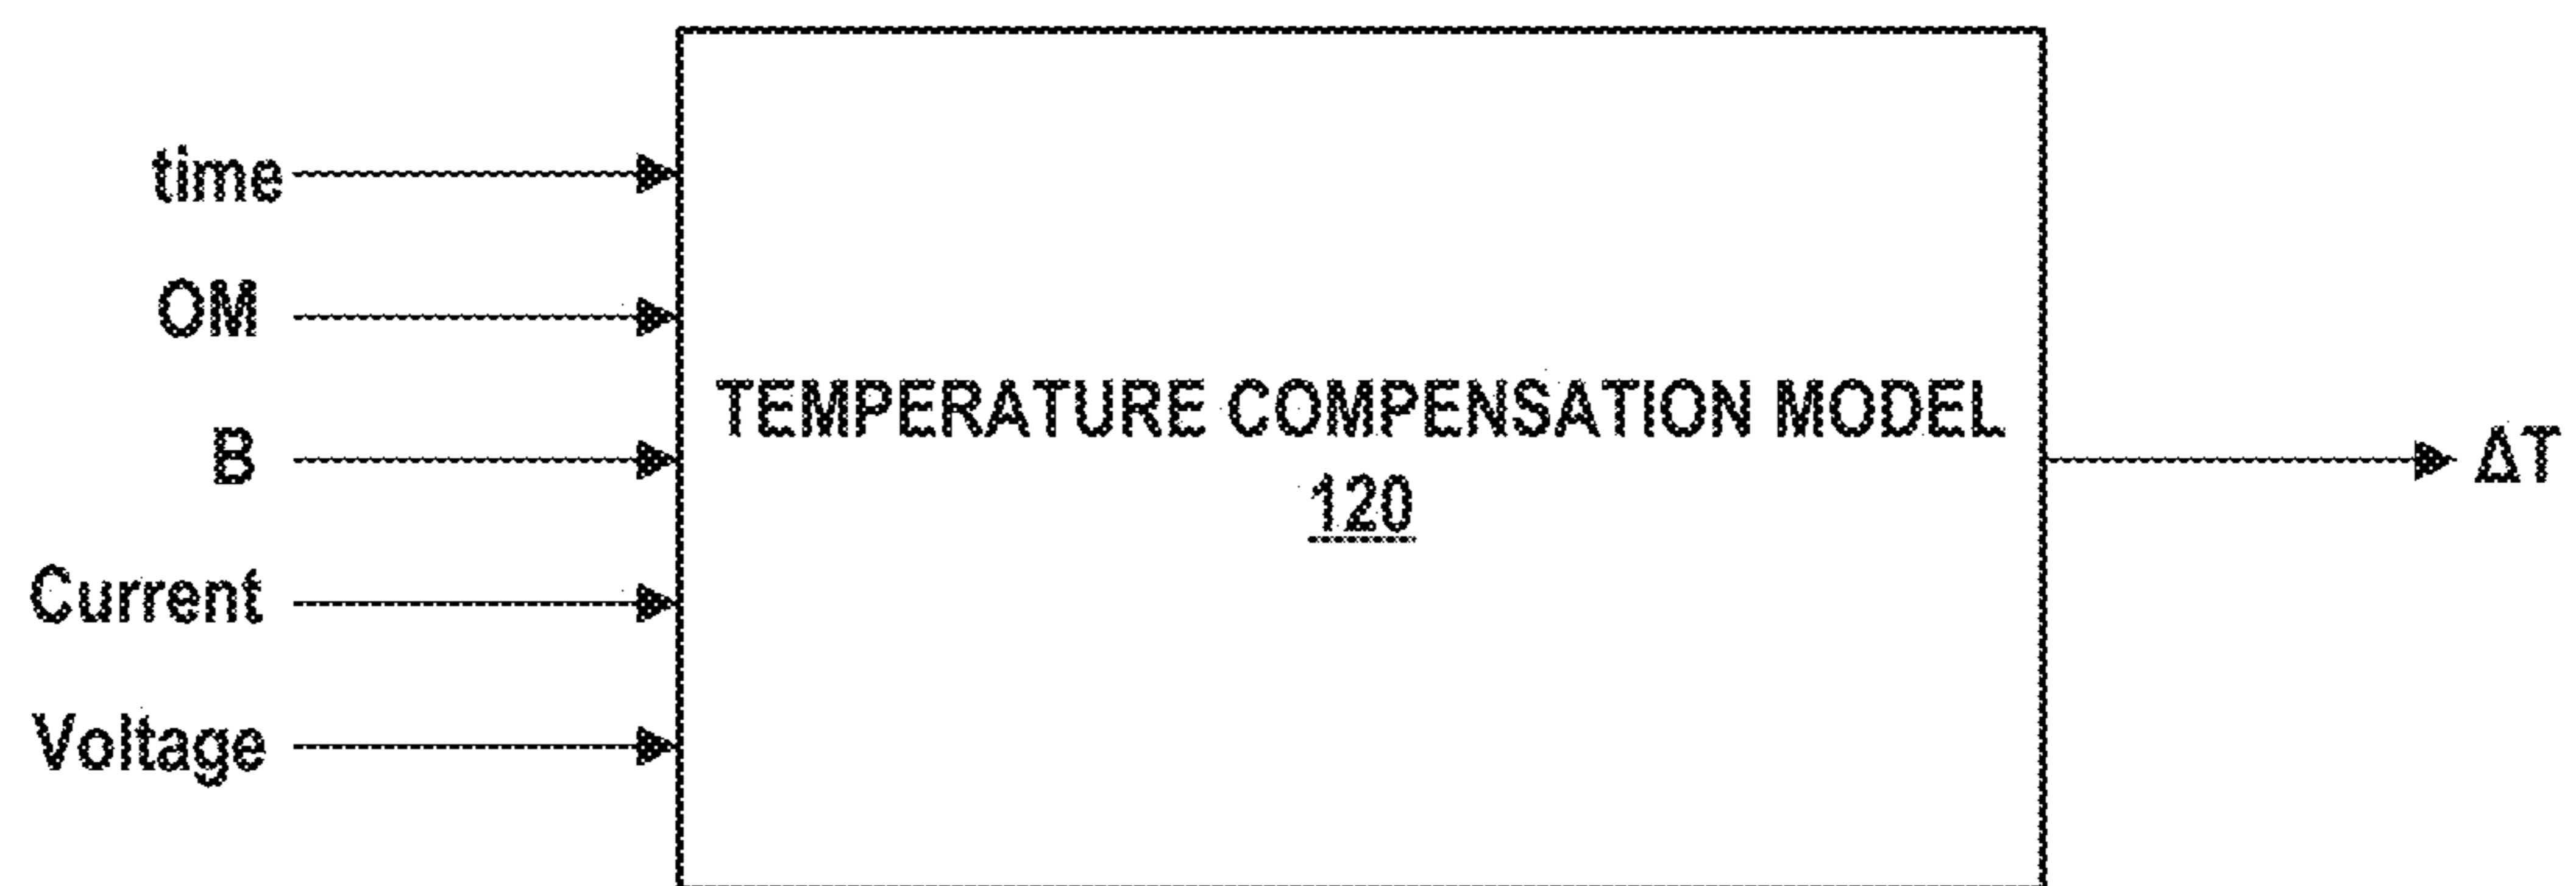 time
OM
B
Current
Voltage
TEMPERATURE COMPENSATION MODEL
120
ΔT